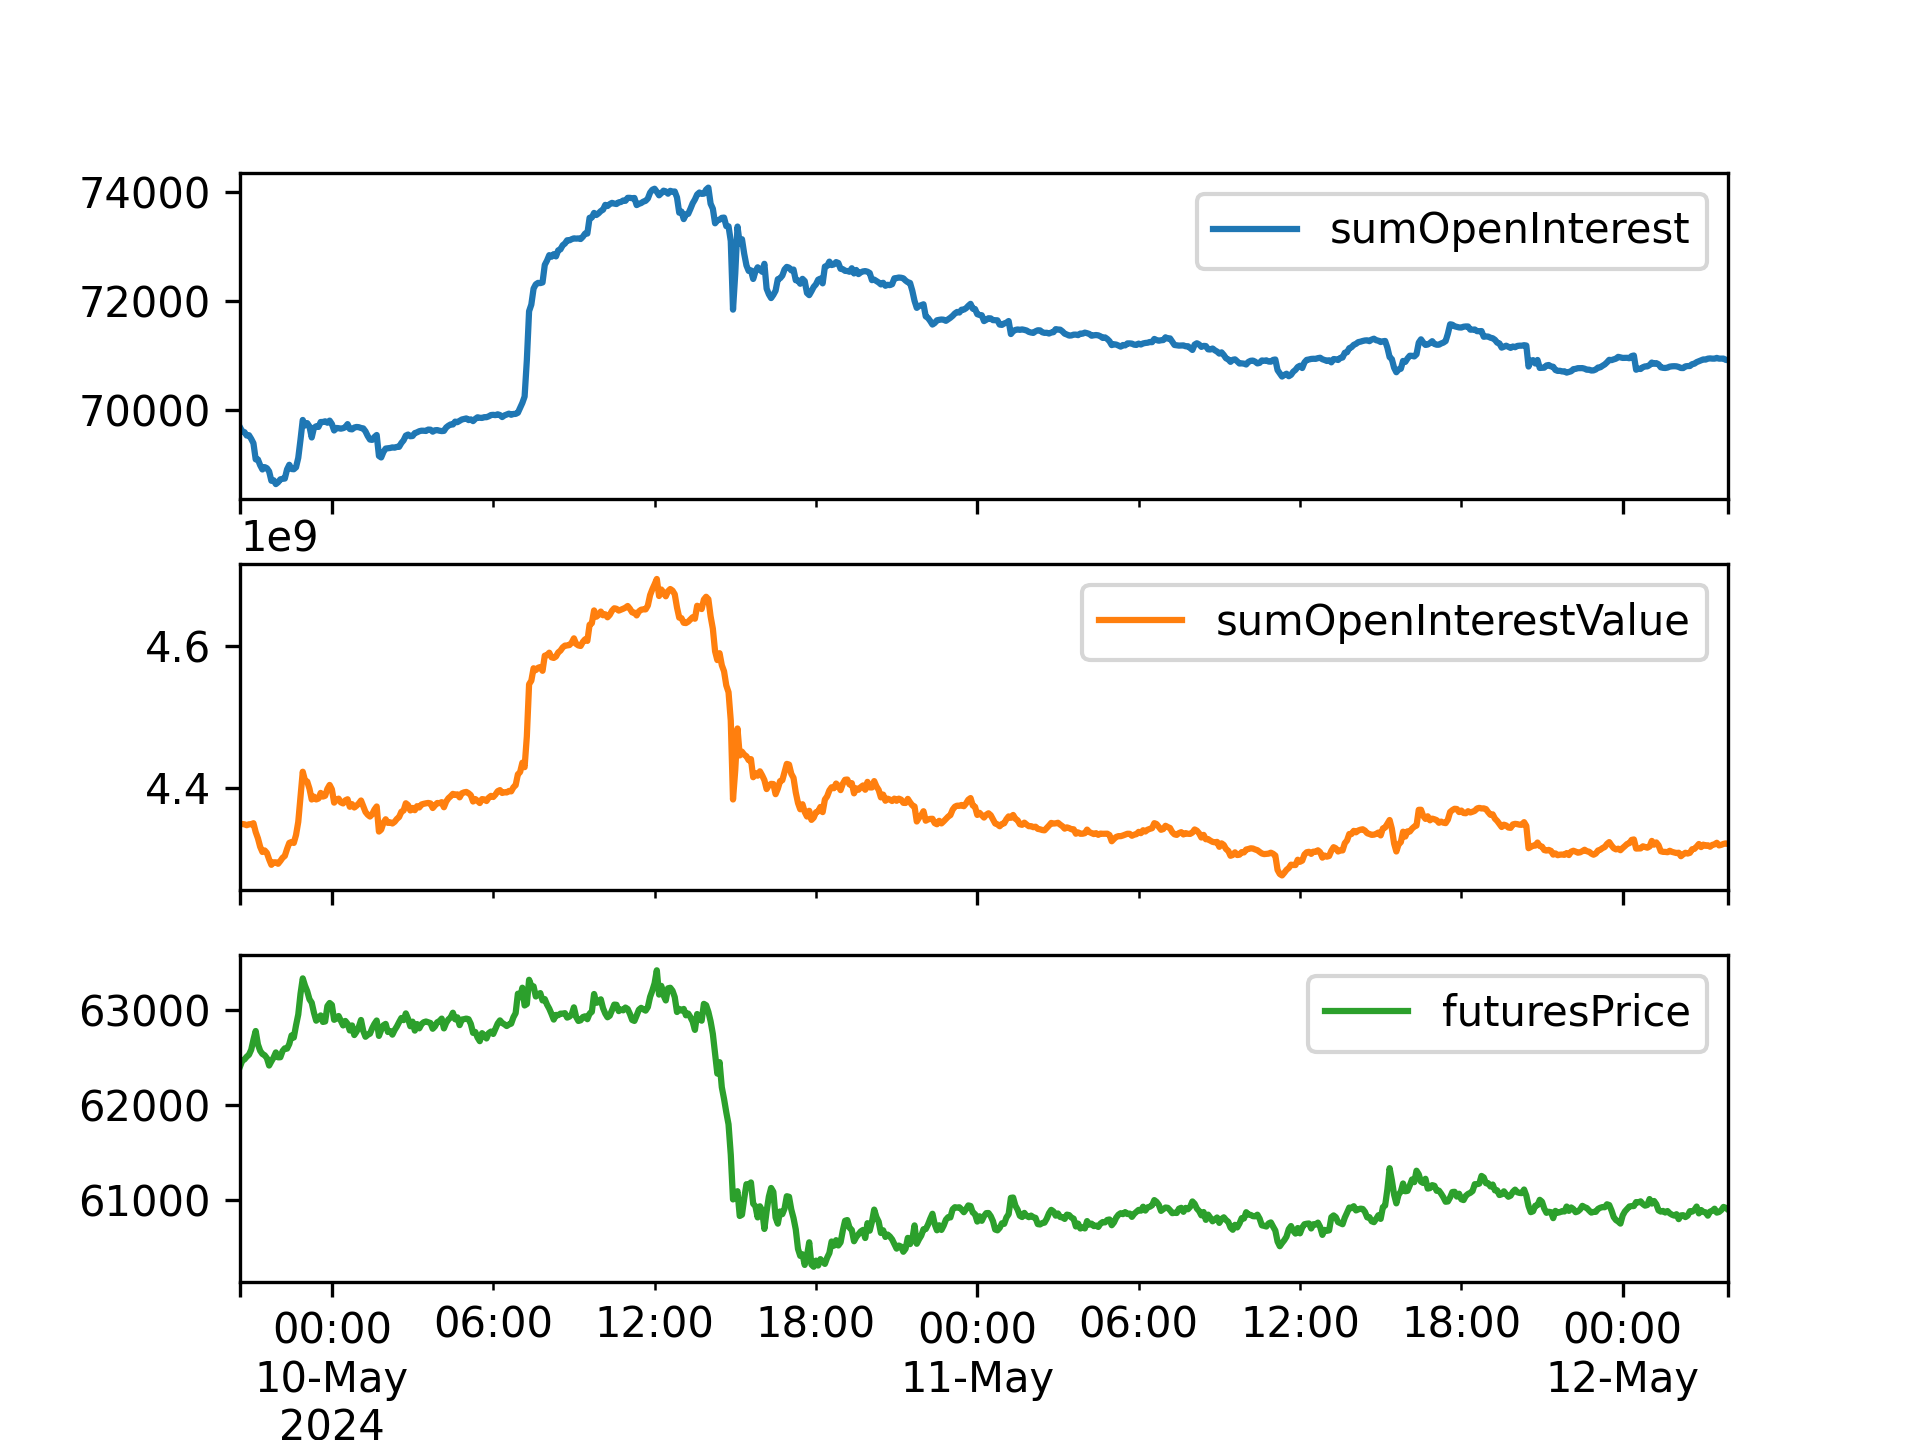 74000
72000
70000
sumOpenInterest
1e9
4.6
4.4
sumOpenInterestValue
63000
62000
61000
futuresPrice
00:00 06:00 12:00 18:00 00:00 06:00 12:00 18:00 00:00
10-May 11-May 12-May
2024